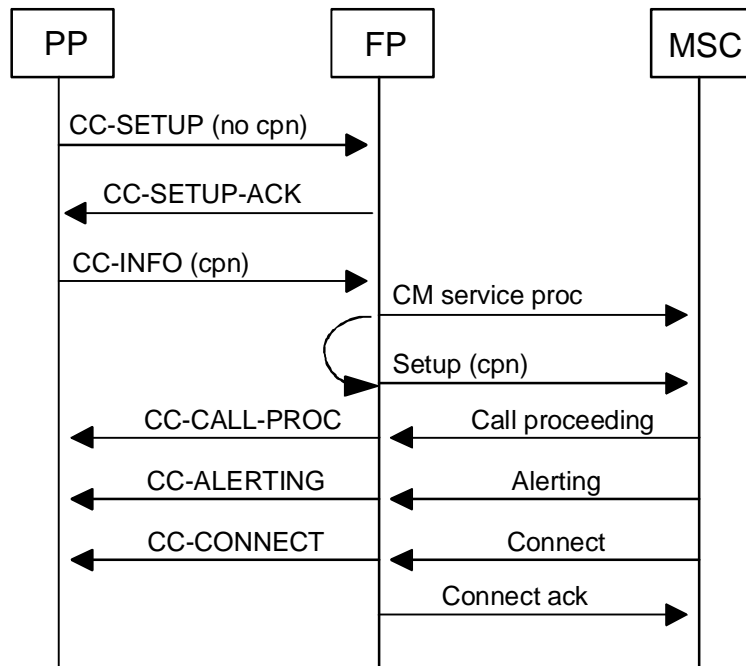 PP FP MSC
CC-SETUP (no cpn)
CC-SETUP-ACK
CC-INFO (cpn)
CM service proc
Setup (cpn)
CC-CALL-PROC Call proceeding
CC-ALERTING Alerting
CC-CONNECT Connect
Connect ack